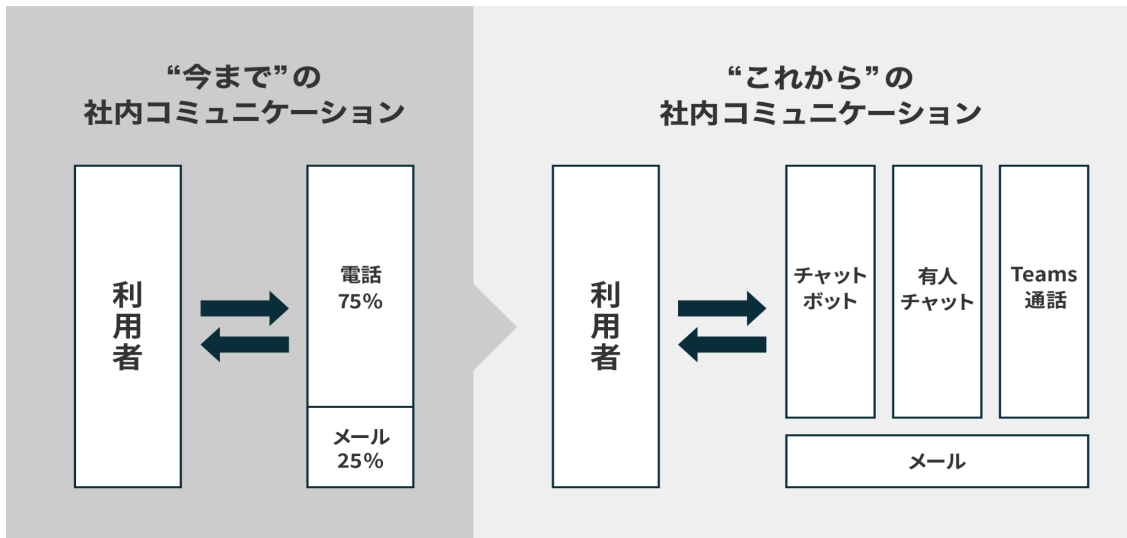 “今まで”の
社内コミュニケーション
利用者
電話
75%
メール
25%
“これから”の
社内コミュニケーション
利用者
チャット
ボット
有人
チャット
Teams
通話
メール